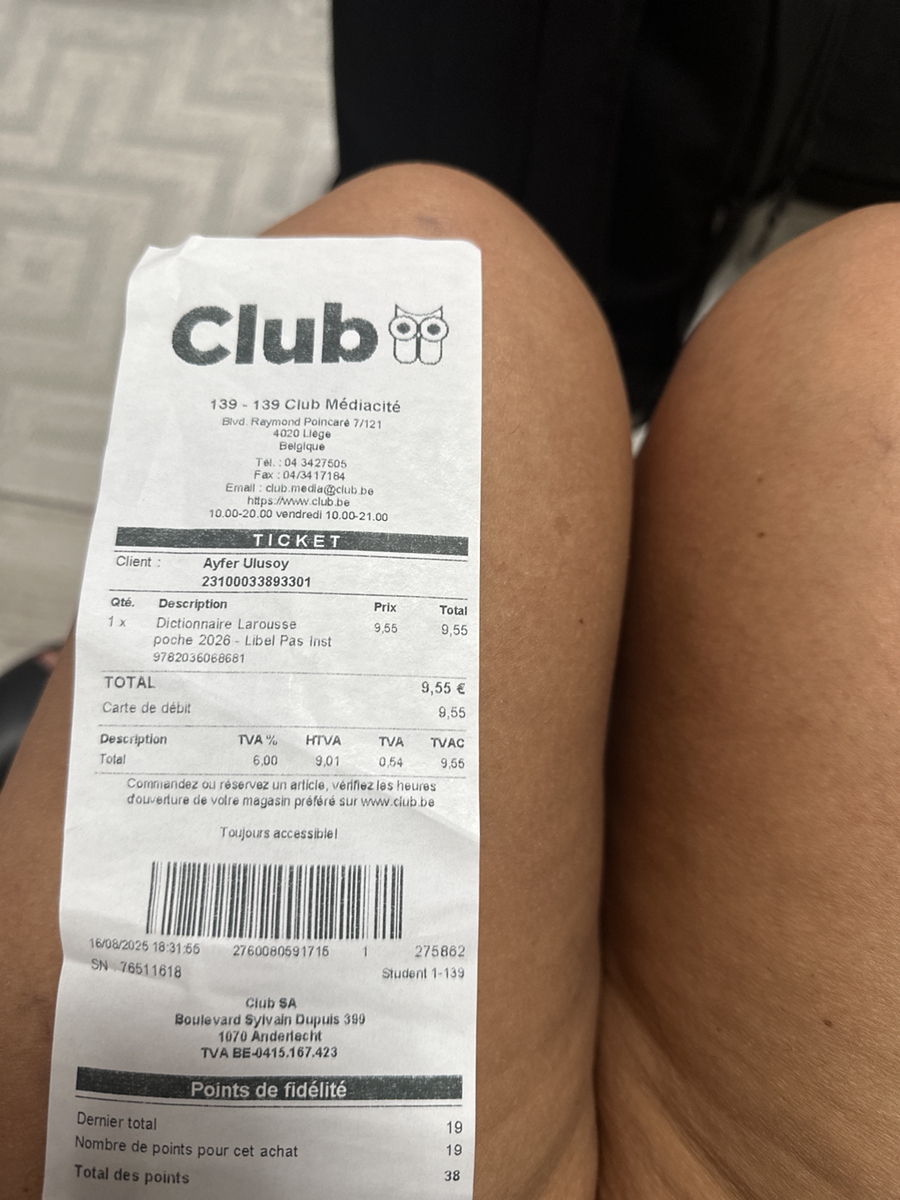 Club
139 - 139 Club Médiacité
Blvd. Raymond Poincaré 7/121
4020 Liège
Belgique
Tél. : 04 3427505
Fax : 04/3417184
Email : club.media@club.be
https://www.club.be
10.00-20.00 vendredi 10.00-21.00
TICKET
Client : Ayfer Ulusoy
23100033893301
Qté. Description Prix Total
1 x Dictionnaire Larousse 9,55 9,55
poche 2026 - Libel Pas Inst
9782036068681
TOTAL 9,55 €
Carte de débit 9,55
Description TVA % HTVA TVA TVAC
Total 6,00 9,01 0,54 9,55
Commandez ou réservez un article, vérifiez les heures
d'ouverture de votre magasin préféré sur www.club.be
Toujours accessible!
16/08/2025 18:31:55 2760080591715 1 275862
SN : 76511618 Student 1-139
Club SA
Boulevard Sylvain Dupuis 399
1070 Anderlecht
TVA BE-0415.167.423
Points de fidélité
Dernier total 19
Nombre de points pour cet achat 19
Total des points 38